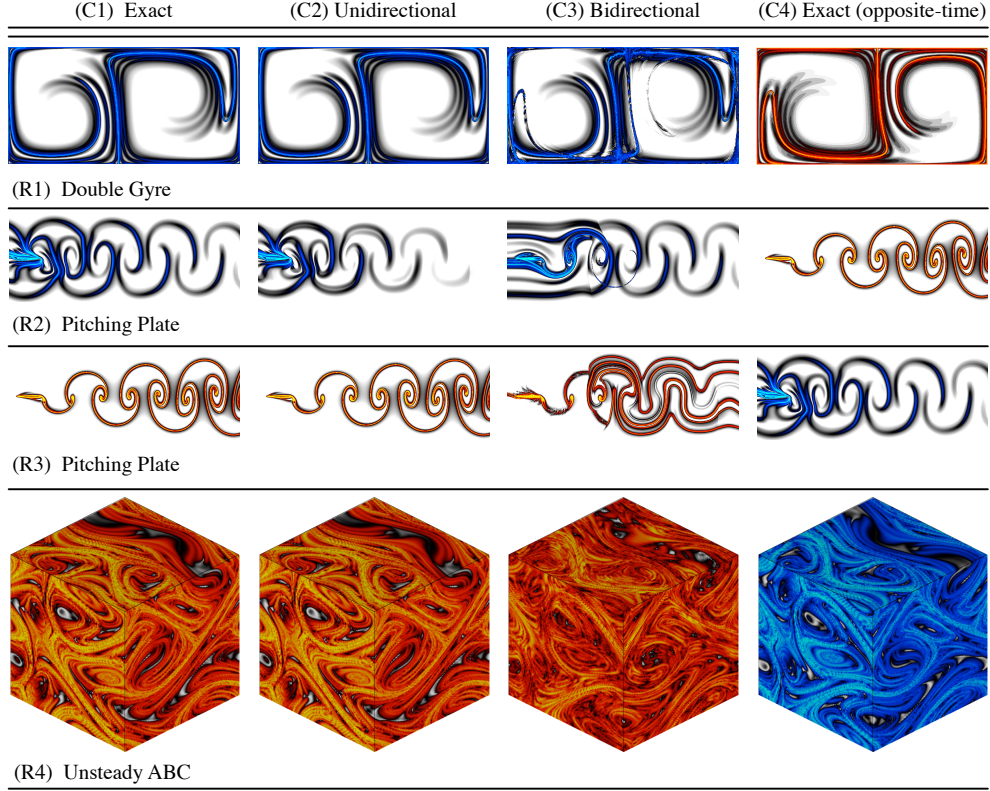 (C1) Exact (C2) Unidirectional (C3) Bidirectional (C4) Exact (opposite-time)
(R1) Double Gyre
(R2) Pitching Plate
(R3) Pitching Plate
(R4) Unsteady ABC